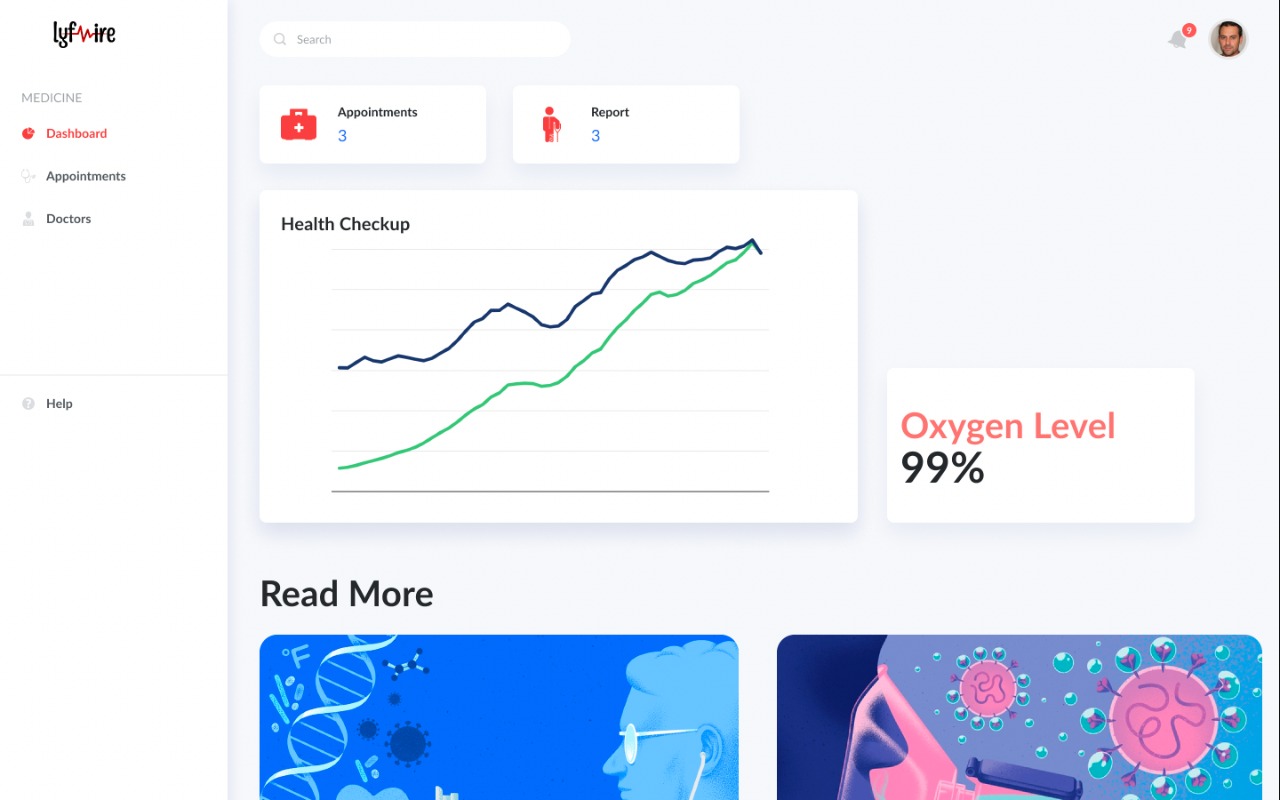 lyfwire
Search
9
MEDICINE
Dashboard
Appointments
Doctors
Help
Appointments
3
Report
3
Health Checkup
Oxygen Level
99%
Read More
°F